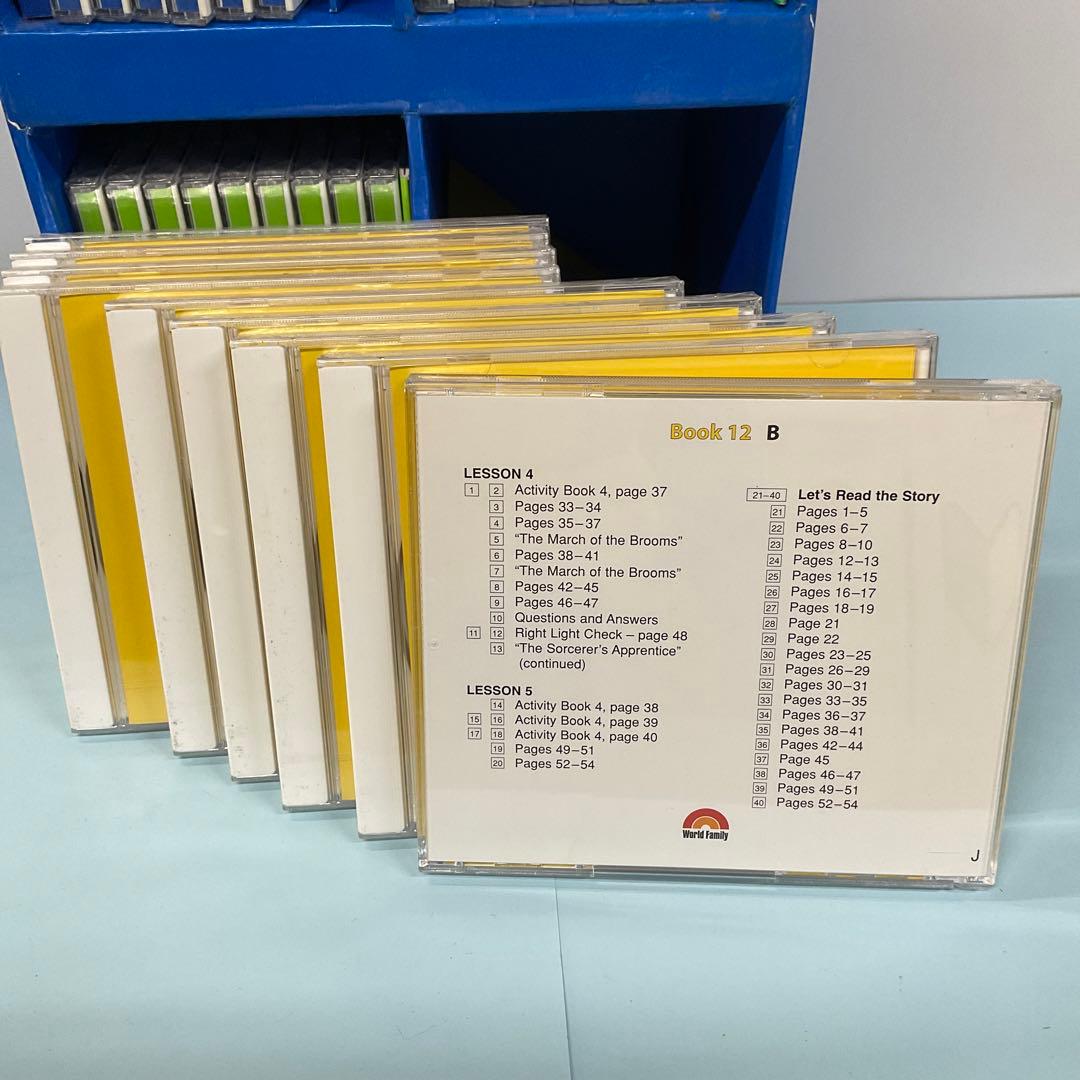 Book 12 B
LESSON 4
1 2 Activity Book 4, page 37
3 Pages 33–34
4 Pages 35–37
5 “The March of the Brooms”
6 Pages 38–41
7 “The March of the Brooms”
8 Pages 42–45
9 Pages 46–47
10 Questions and Answers
11 12 Right Light Check – page 48
13 “The Sorcerer’s Apprentice”
(continued)
LESSON 5
14 Activity Book 4, page 38
15 16 Activity Book 4, page 39
17 18 Activity Book 4, page 40
19 Pages 49–51
20 Pages 52–54
21–40 Let’s Read the Story
21 Pages 1–5
22 Pages 6–7
23 Pages 8–10
24 Pages 12–13
25 Pages 14–15
26 Pages 16–17
27 Pages 18–19
28 Page 21
29 Page 22
30 Pages 23–25
31 Pages 26–29
32 Pages 30–31
33 Pages 33–35
34 Pages 36–37
35 Pages 38–41
36 Pages 42–44
37 Page 45
38 Pages 46–47
39 Pages 49–51
40 Pages 52–54
World Family
J